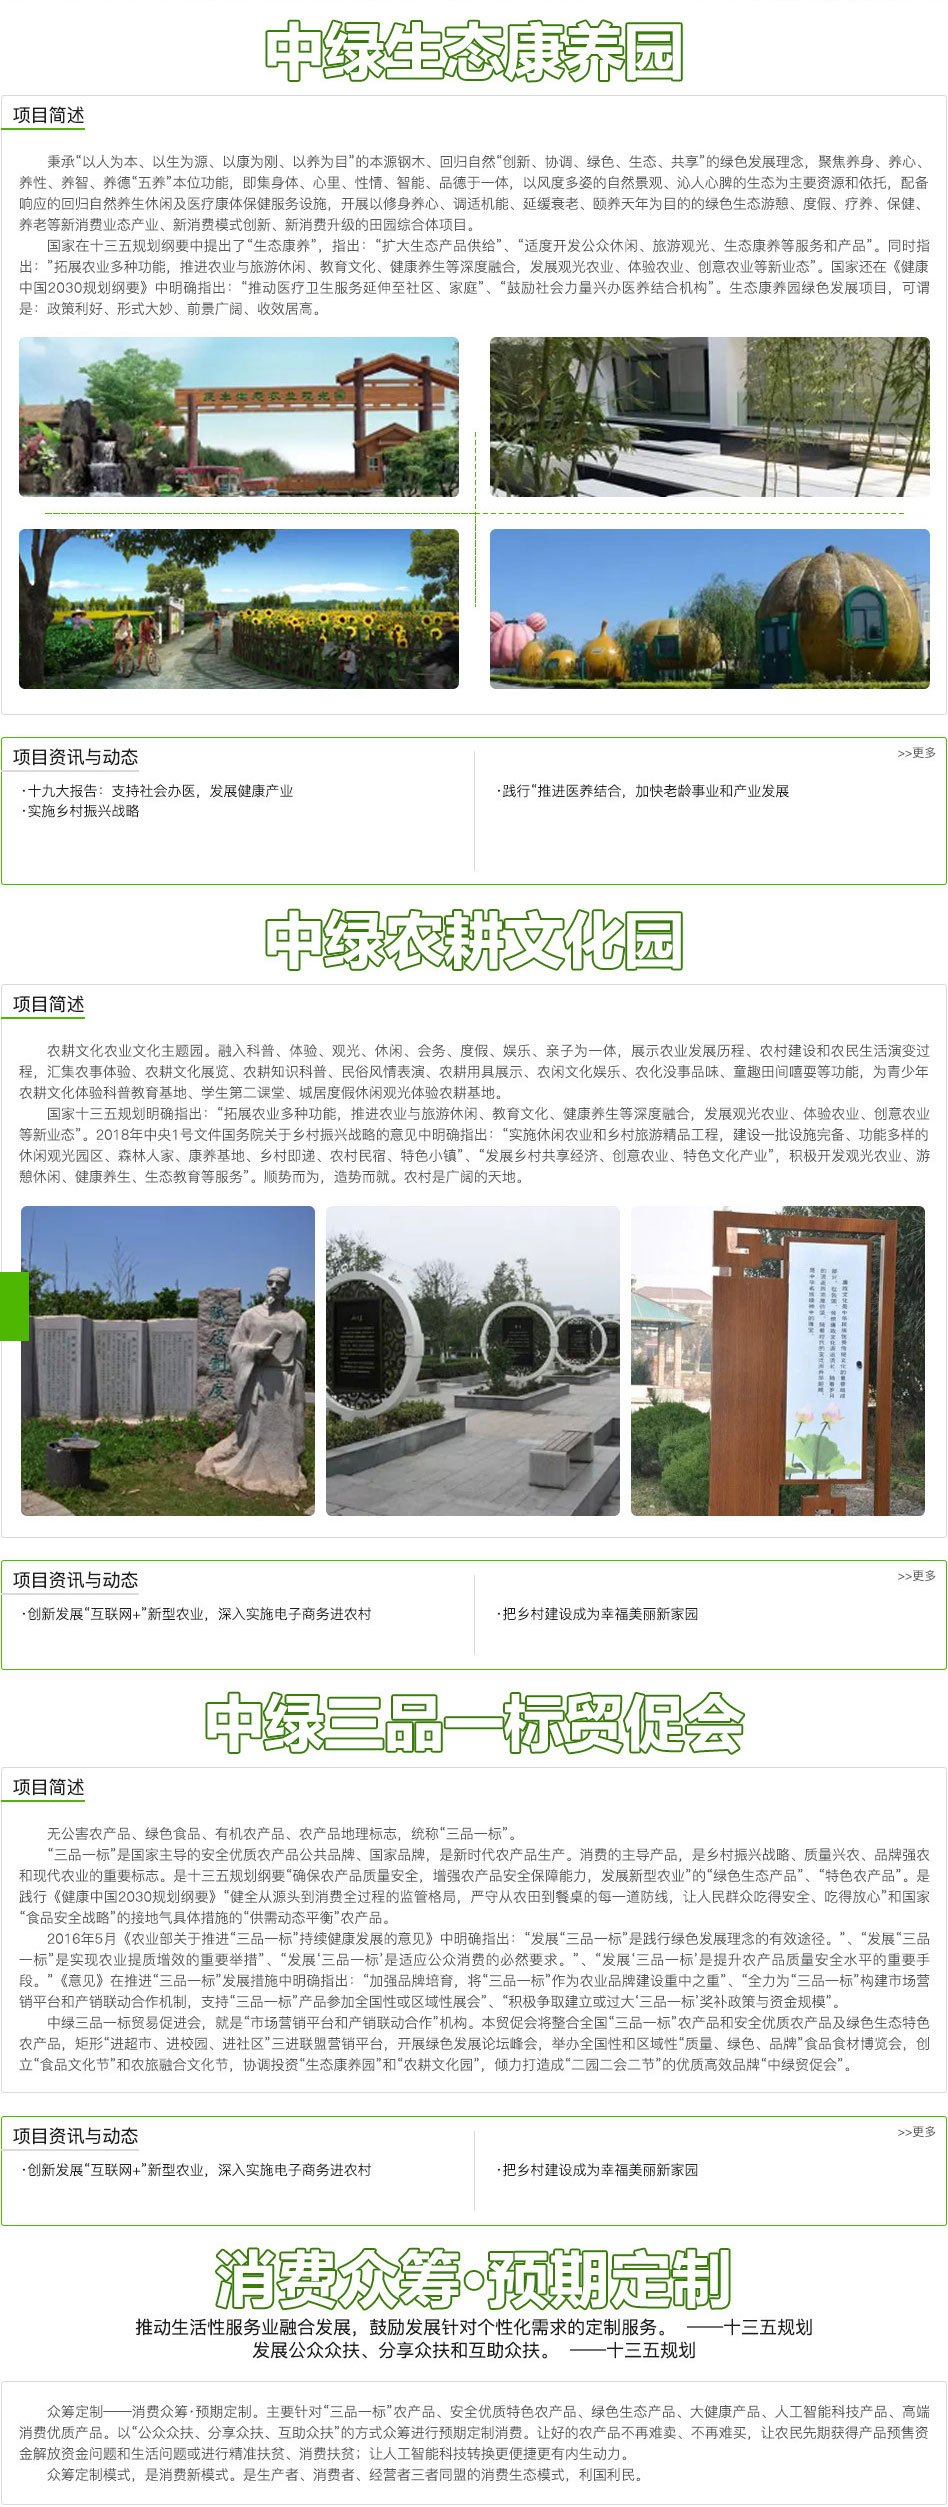 中绿生态康养园
项目简述
秉承“以人为本、以生为源、以康为刚、以养为目”的本源钢木、回归自然“创新、协调、绿色、生态、共享”的绿色发展理念，聚焦养身、养心、
养性、养智、养德“五养”本位功能，即集身体、心里、性情、智能、品德于一体，以风度多姿的自然景观、沁人心脾的生态为主要资源和依托，配备
响应的回归自然养生休闲及医疗康体保健服务设施，开展以修身养心、调适机能、延缓衰老、颐养天年为目的的绿色生态游憩、度假、疗养、保健、
养老等新消费业态产业、新消费模式创新、新消费升级的田园综合体项目。
国家在十三五规划纲要中提出了“生态康养”，指出：“扩大生态产品供给”、“适度开发公众休闲、旅游观光、生态康养等服务和产品”。同时指
出：”拓展农业多种功能，推进农业与旅游休闲、教育文化、健康养生等深度融合，发展观光农业、体验农业、创意农业等新业态”。国家还在《健康
中国2030规划纲要》中明确指出：“推动医疗卫生服务延伸至社区、家庭”、“鼓励社会力量兴办医养结合机构”。生态康养园绿色发展项目，可谓
是：政策利好、形式大妙、前景广阔、收效居高。
项目资讯与动态
>>更多
·十九大报告：支持社会办医，发展健康产业
·践行“推进医养结合，加快老龄事业和产业发展
·实施乡村振兴战略
中绿农耕文化园
项目简述
农耕文化农业文化主题园。融入科普、体验、观光、休闲、会务、度假、娱乐、亲子为一体，展示农业发展历程、农村建设和农民生活演变过
程，汇集农事体验、农耕文化展览、农耕知识科普、民俗风情表演、农耕用具展示、农闲文化娱乐、农化没事品味、童趣田间嘻耍等功能，为青少年
农耕文化体验科普教育基地、学生第二课堂、城居度假休闲观光体验农耕基地。
国家十三五规划明确指出：“拓展农业多种功能，推进农业与旅游休闲、教育文化、健康养生等深度融合，发展观光农业、体验农业、创意农业
等新业态”。2018年中央1号文件国务院关于乡村振兴战略的意见中明确指出：“实施休闲农业和乡村旅游精品工程，建设一批设施完备、功能多样的
休闲观光园区、森林人家、康养基地、乡村即递、农村民宿、特色小镇”、“发展乡村共享经济、创意农业、特色文化产业”，积极开发观光农业、游
憩休闲、健康养生、生态教育等服务”。顺势而为，造势而就。农村是广阔的天地。
项目资讯与动态
>>更多
·创新发展“互联网+”新型农业，深入实施电子商务进农村
·把乡村建设成为幸福美丽新家园
中绿三品一标贸促会
项目简述
无公害农产品、绿色食品、有机农产品、农产品地理标志，统称“三品一标”。
“三品一标”是国家主导的安全优质农产品公共品牌、国家品牌，是新时代农产品生产。消费的主导产品，是乡村振兴战略、质量兴农、品牌强农
和现代农业的重要标志。是十三五规划纲要“确保农产品质量安全，增强农产品安全保障能力，发展新型农业”的“绿色生态产品”、“特色农产品”。是
践行《健康中国2030规划纲要》“健全从源头到消费全过程的监管格局，严守从农田到餐桌的每一道防线，让人民群众吃得安全、吃得放心”和国家
“食品安全战略”的接地气具体措施的“供需动态平衡”农产品。
2016年5月《农业部关于推进“三品一标”持续健康发展的意见》中明确指出：“发展“三品一标”是践行绿色发展理念的有效途径。”、“发展“三品
一标”是实现农业提质增效的重要举措”、“发展‘三品一标’是适应公众消费的必然要求。”、“发展‘三品一标’是提升农产品质量安全水平的重要手
段。”《意见》在推进“三品一标”发展措施中明确指出：“加强品牌培育，将“三品一标”作为农业品牌建设重中之重”、“全力为“三品一标”构建市场营
销平台和产销联动合作机制，支持“三品一标”产品参加全国性或区域性展会”、“积极争取建立或过大‘三品一标’奖补政策与资金规模”。
中绿三品一标贸易促进会，就是“市场营销平台和产销联动合作”机构。本贸促会将整合全国“三品一标”农产品和安全优质农产品及绿色生态特色
农产品，矩形“进超市、进校园、进社区”三进联盟营销平台，开展绿色发展论坛峰会，举办全国性和区域性“质量、绿色、品牌”食品食材博览会，创
立“食品文化节”和农旅融合文化节，协调投资“生态康养园”和“农耕文化园”，倾力打造成“二园二会二节”的优质高效品牌“中绿贸促会”。
项目资讯与动态
>>更多
·创新发展“互联网+”新型农业，深入实施电子商务进农村
·把乡村建设成为幸福美丽新家园
消费众筹·预期定制
推动生活性服务业融合发展，鼓励发展针对个性化需求的定制服务。 ——十三五规划
发展公众众扶、分享众扶和互助众扶。 ——十三五规划
众筹定制——消费众筹·预期定制。主要针对“三品一标”农产品、安全优质特色农产品、绿色生态产品、大健康产品、人工智能科技产品、高端
消费优质产品。以“公众众扶、分享众扶、互助众扶”的方式众筹进行预期定制消费。让好的农产品不再难卖、不再难买，让农民先期获得产品预售资
金解放资金问题和生活问题或进行精准扶贫、消费扶贫；让人工智能科技转换更便捷更有内生动力。
众筹定制模式，是消费新模式。是生产者、消费者、经营者三者同盟的消费生态模式，利国利民。